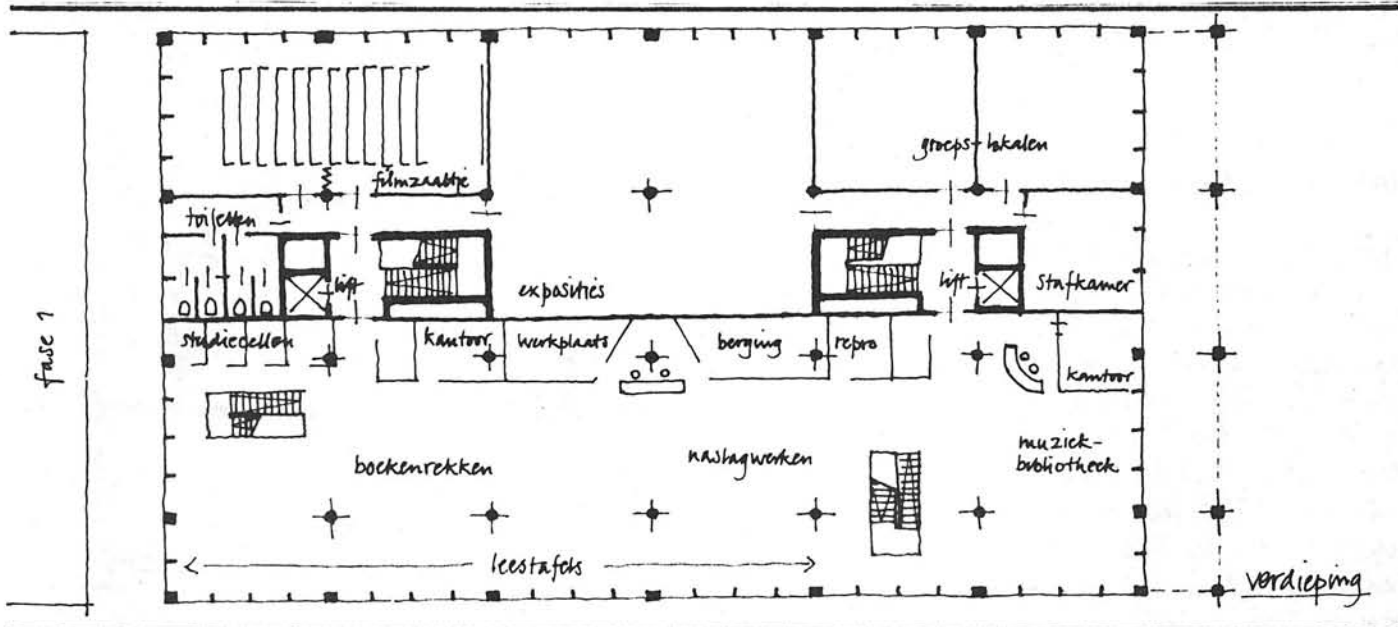 groeps-lokalen
filmzaaltje
toiletten
lift
exposities
lift
stafkamer
studiecellen
kantoor
werkplaats
berging
repro
kantoor
fase 1
boekenrekken
naslagwerken
muziek-
bibliotheek
leestafels
verdieping